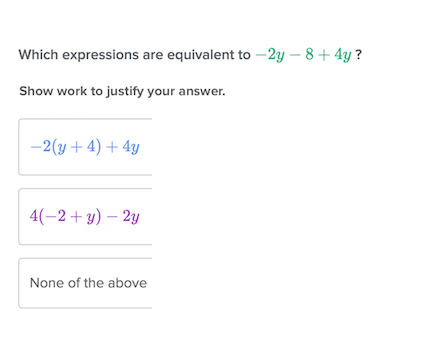 Which expressions are equivalent to −2y − 8 + 4y ?
Show work to justify your answer.
−2(y + 4) + 4y
4(−2 + y) − 2y
None of the above